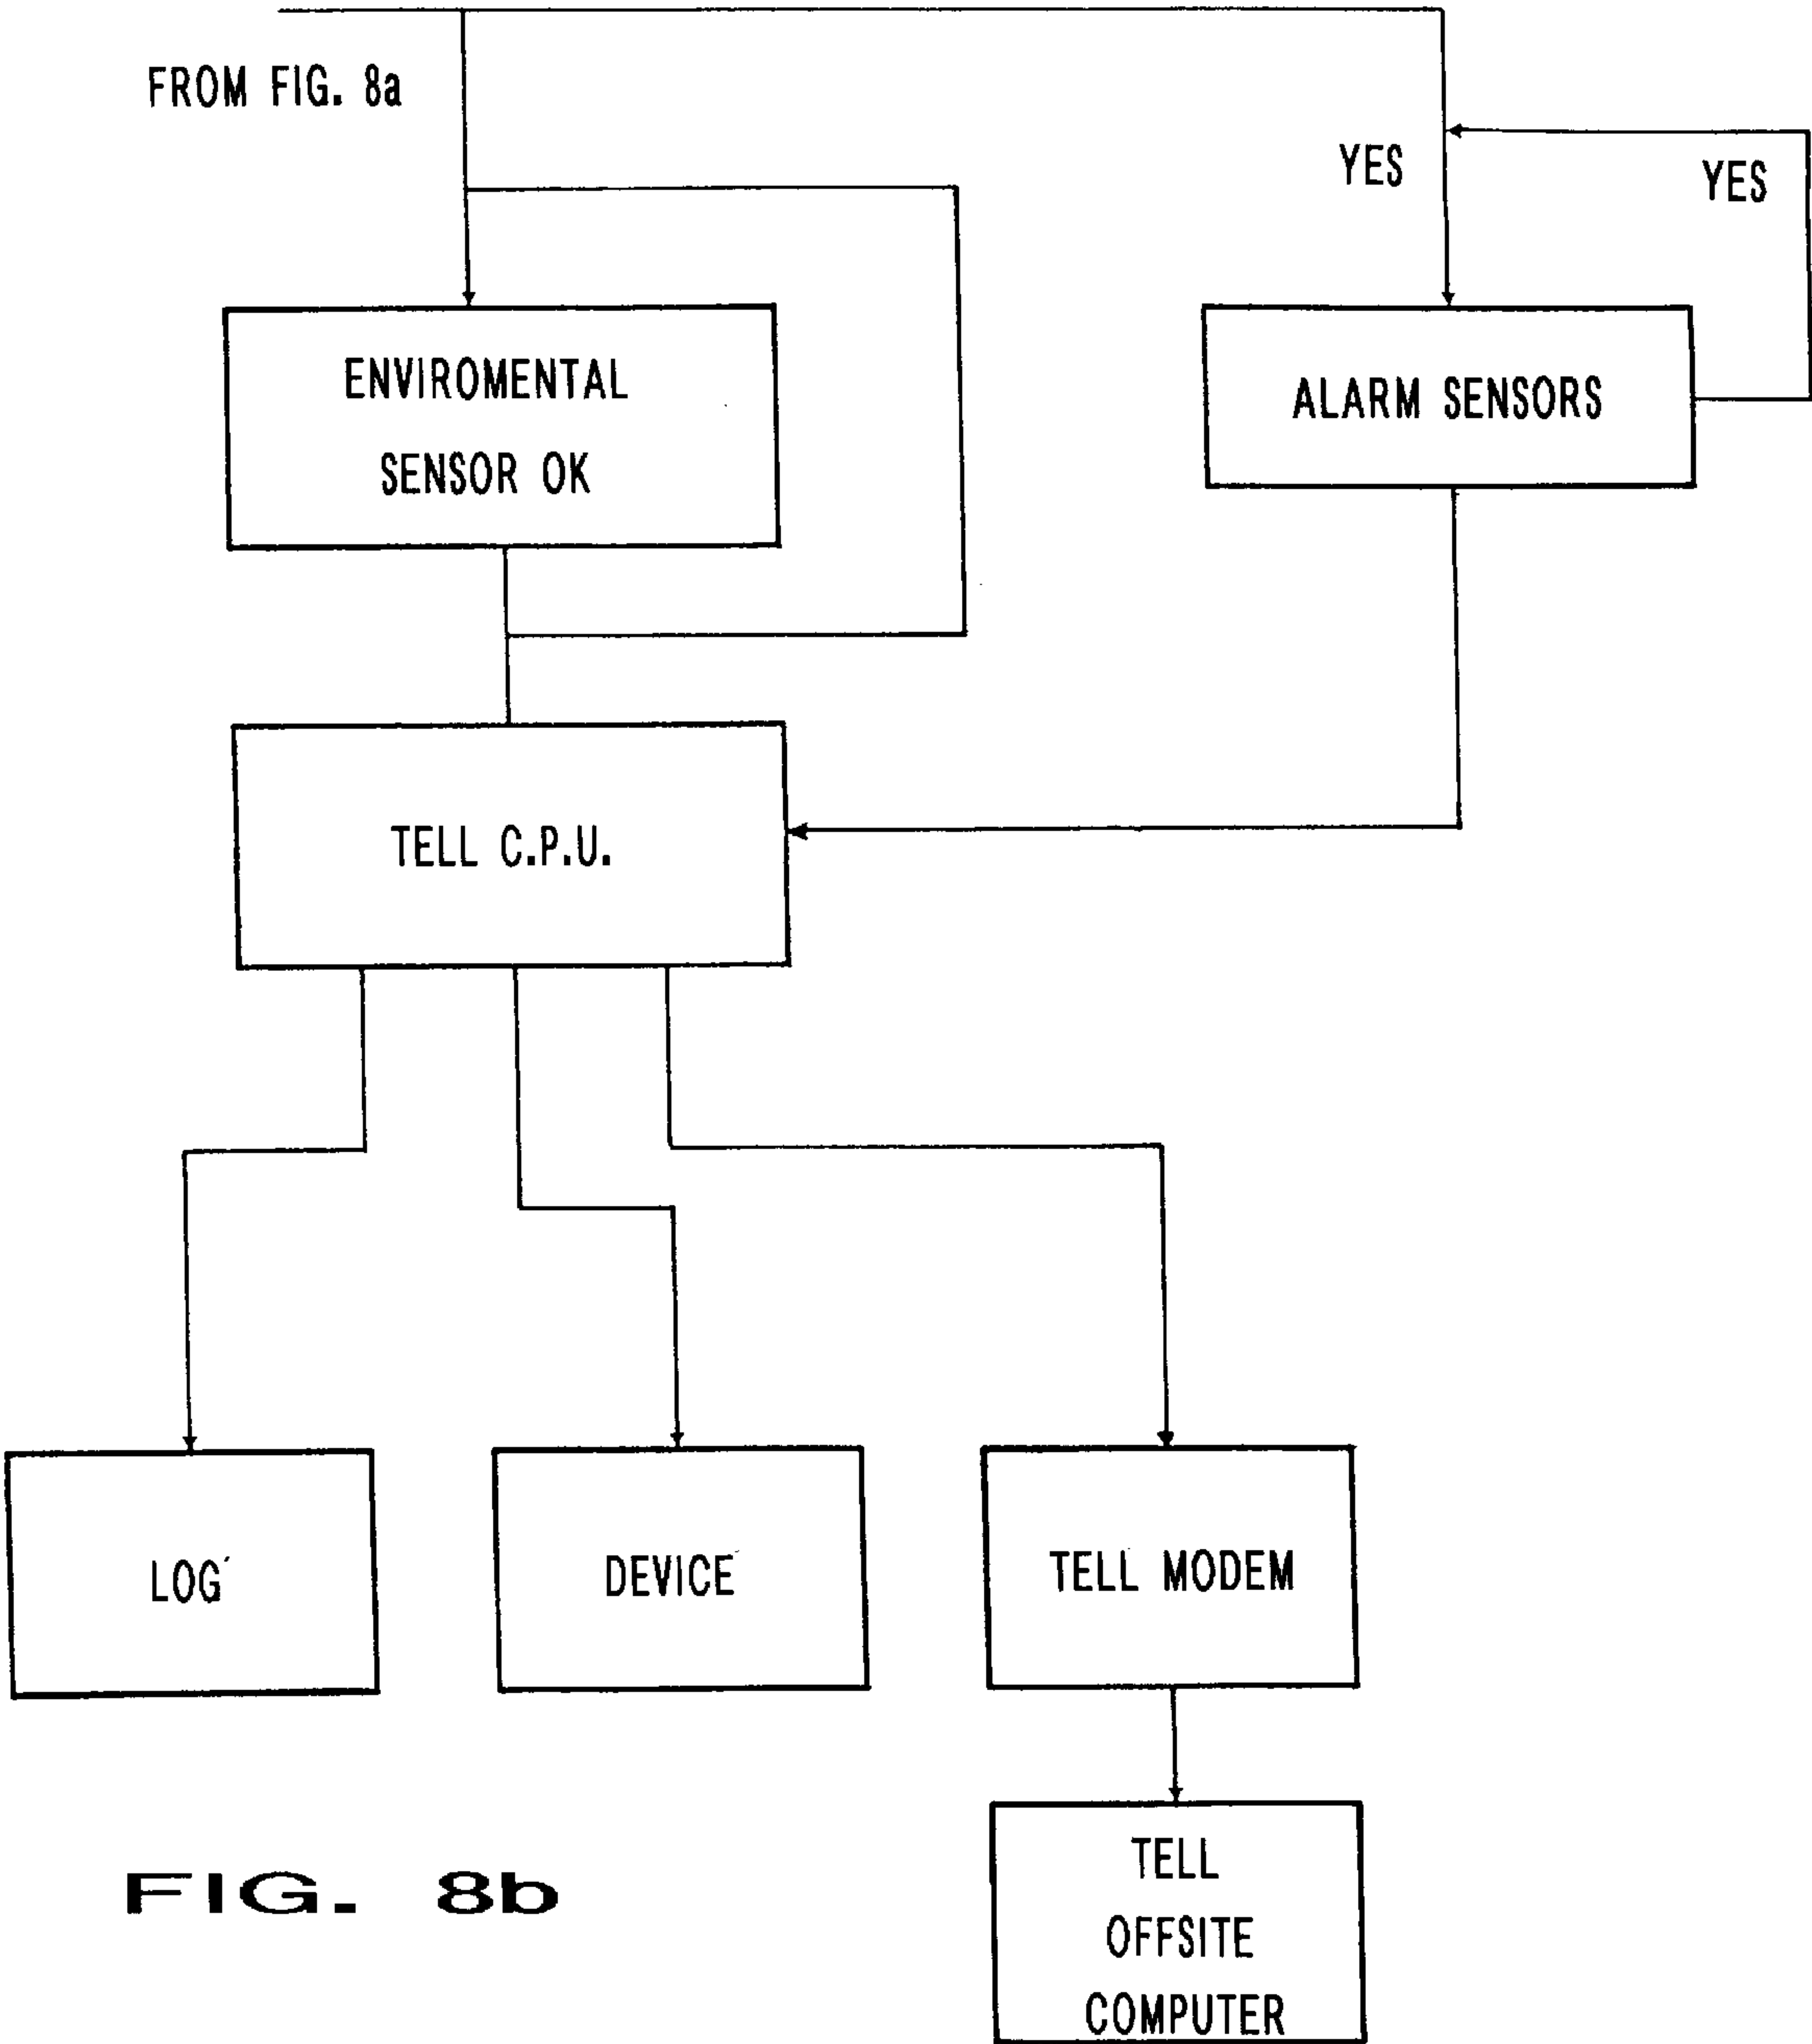 FROM FIG. 8a
YES
YES
ENVIROMENTAL
SENSOR OK
ALARM SENSORS
TELL C.P.U.
LOG
DEVICE
TELL MODEM
TELL
OFFSITE
COMPUTER
FIG. 8b